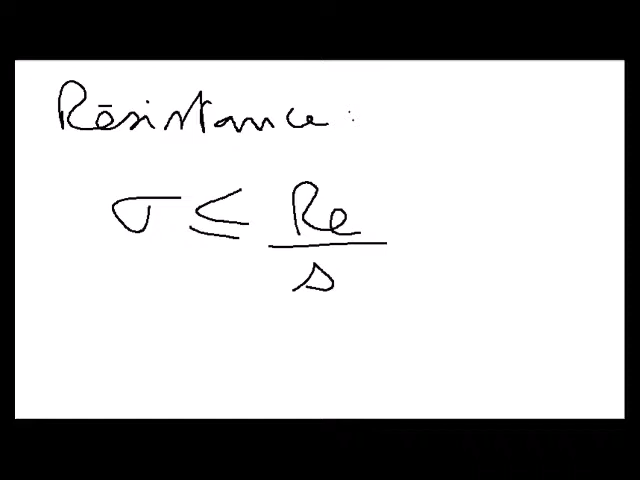 Résistance :
σ ≤ Re / s